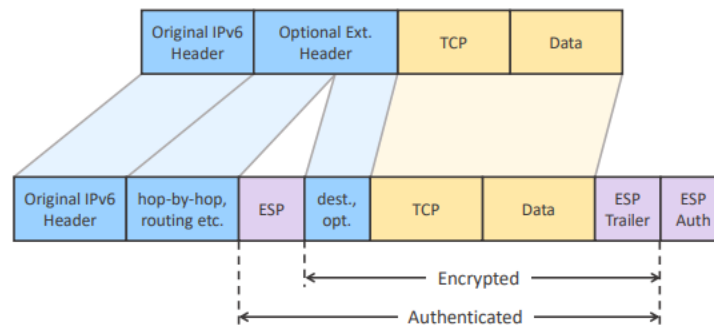 Original IPv6
Header
Optional Ext.
Header
TCP
Data
Original IPv6
Header
hop-by-hop,
routing etc.
ESP
dest.,
opt.
TCP
Data
ESP
Trailer
ESP
Auth
Encrypted
Authenticated